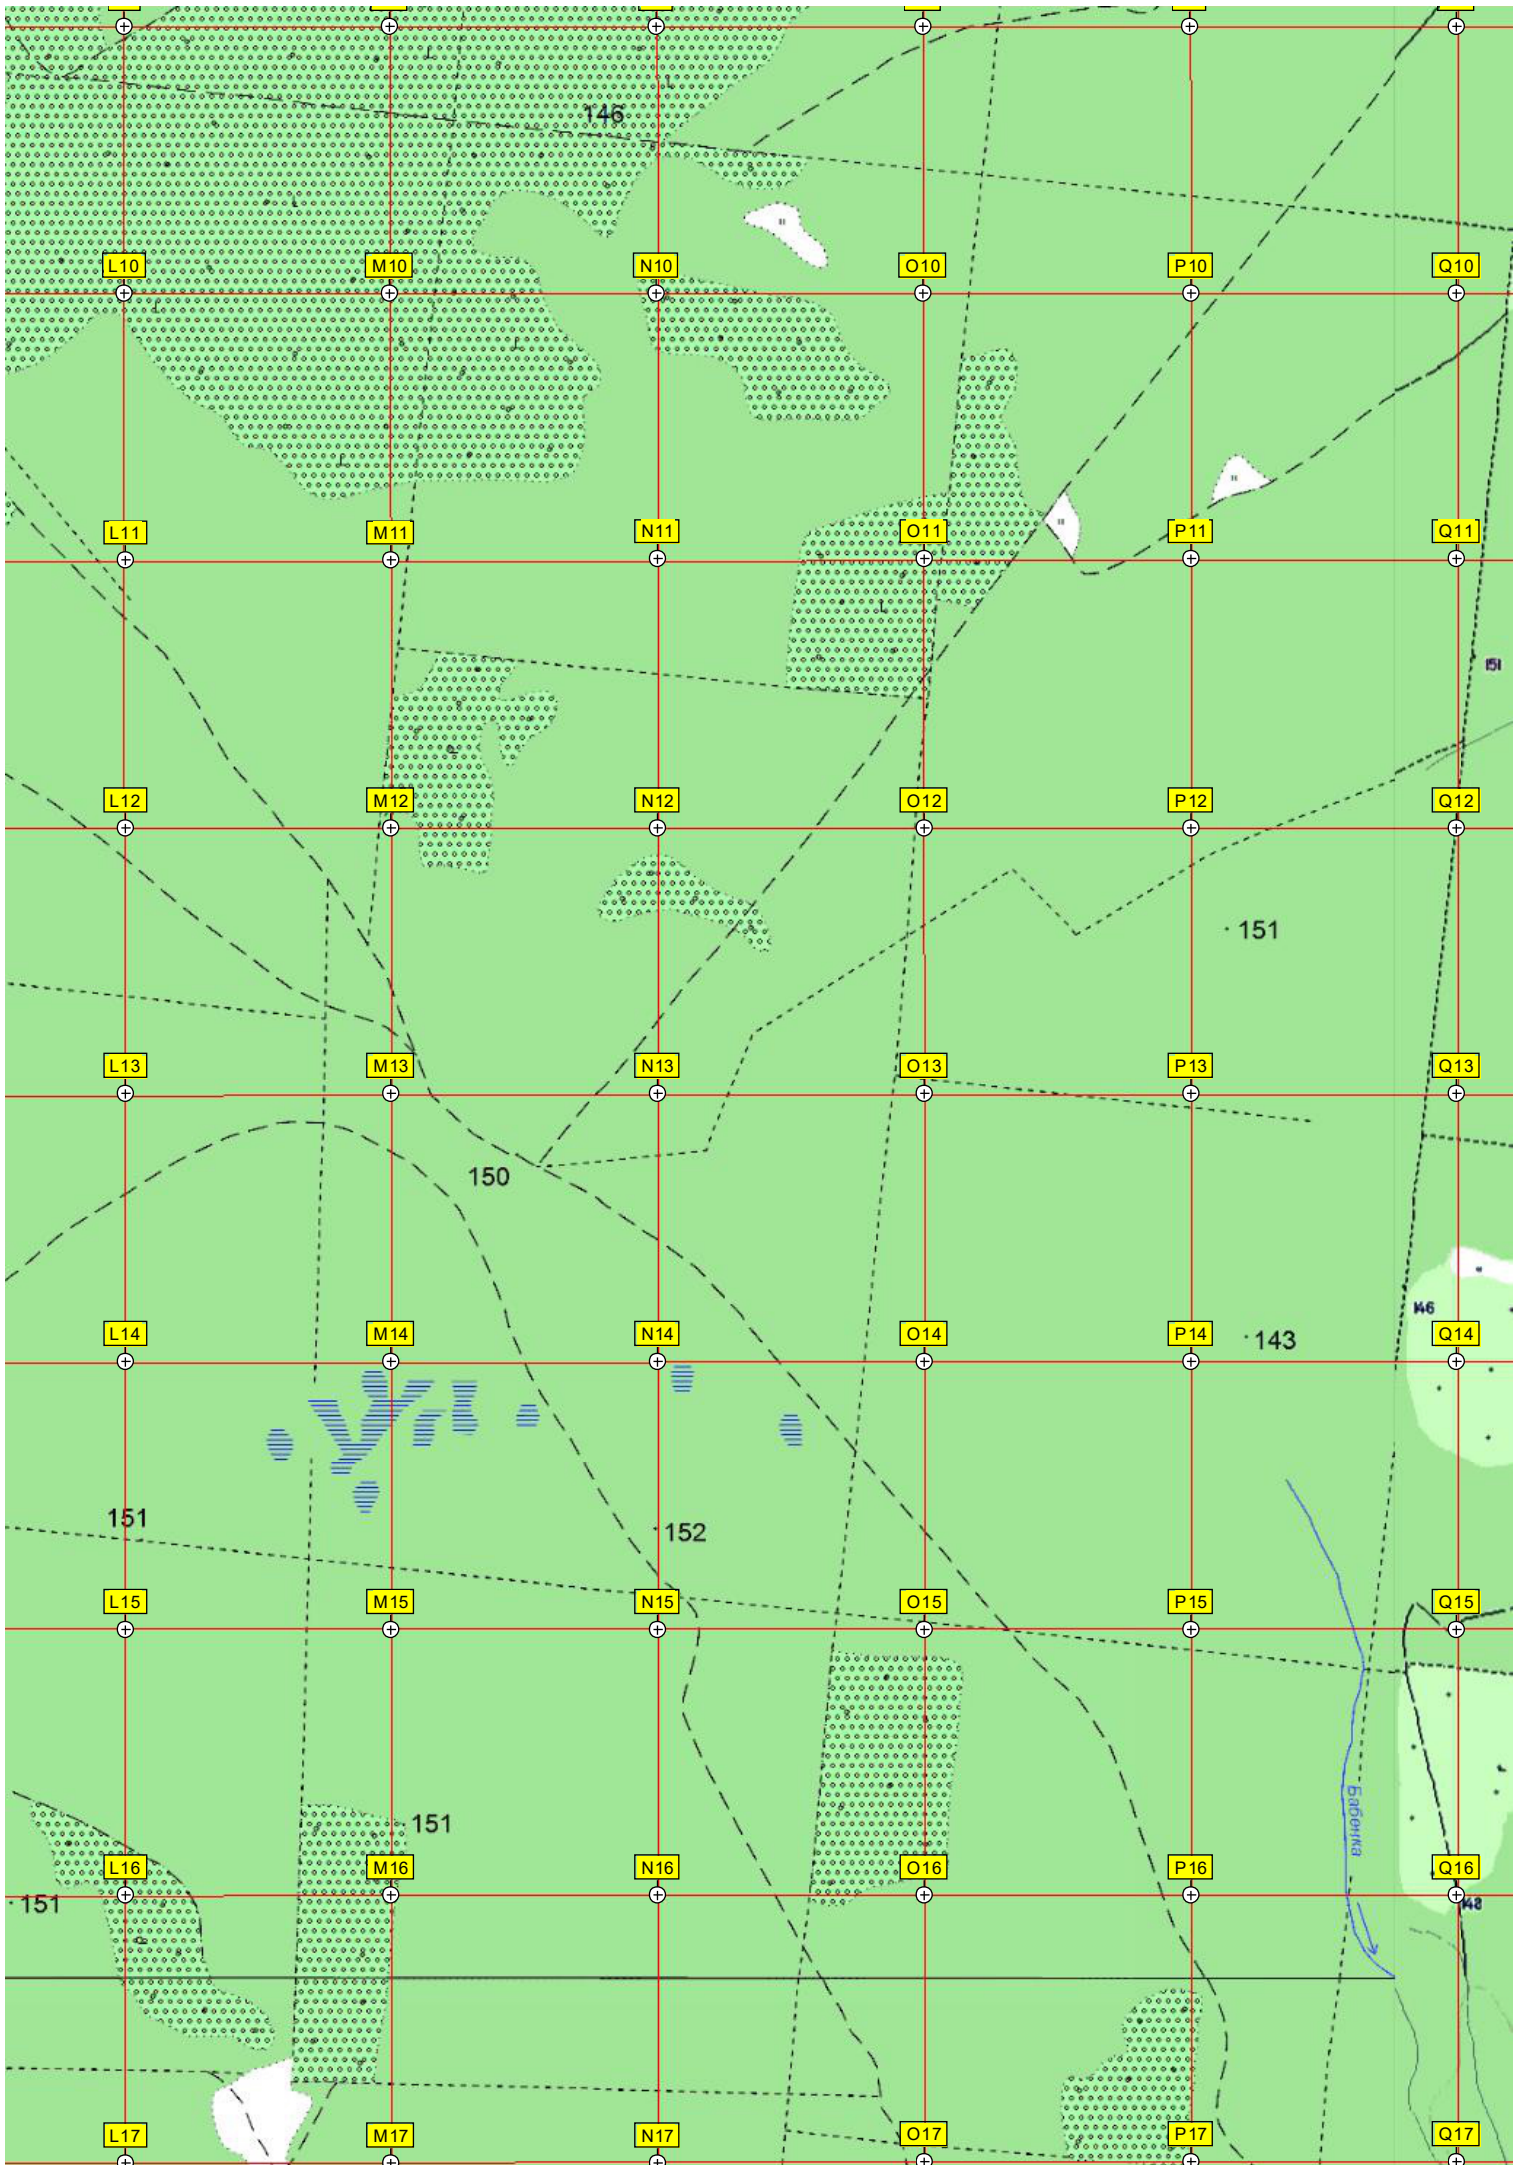 146
L10 M10 N10 O10 P10 Q10
L11 M11 N11 O11 P11 Q11
151
L12 M12 N12 O12 P12 Q12
151
L13 M13 N13 O13 P13 Q13
150
146
L14 M14 N14 O14 P14 Q14
143
Ур.
151
152
L15 M15 N15 O15 P15 Q15
Бабенка
151
L16 M16 N16 O16 P16 Q16
151
148
L17 M17 N17 O17 P17 Q17